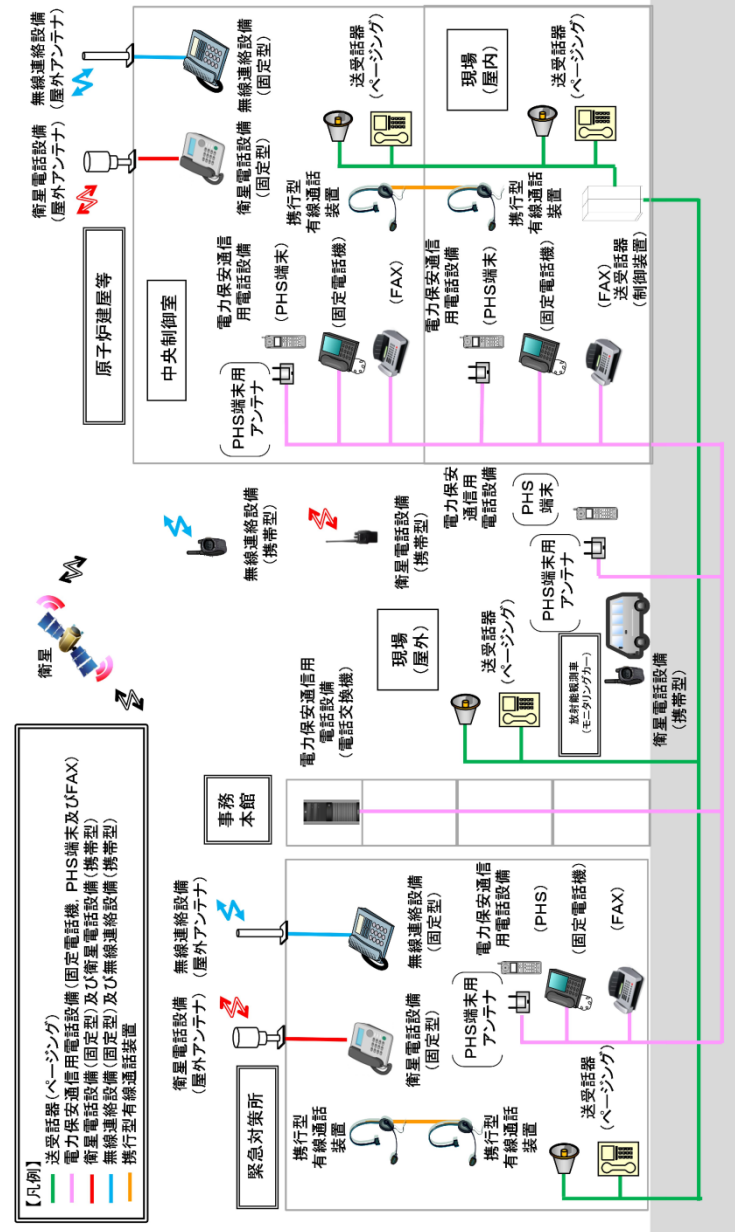 【凡例】
送受話器(ページング)
電力保安通信用電話設備(固定電話機, PHS端末及びFAX)
衛星電話設備(固定型)及び衛星電話設備(携帯型)
無線連絡設備(固定型)及び無線連絡設備(携帯型)
携行型有線通話装置
衛星
緊急対策所
衛星電話設備
(屋外アンテナ)
無線連絡設備
(屋外アンテナ)
携行型
有線通話
装置
衛星電話設備
(固定型)
無線連絡設備
(固定型)
携行型
有線通話
装置
PHS端末用
アンテナ
電力保安通信
用電話設備
(PHS)
(固定電話機)
(FAX)
送受話器
(ページング)
事務
本館
電力保安通信用
電話設備
(電話交換機)
無線連絡設備
(携帯型)
衛星電話設備
(携帯型)
現場
(屋外)
送受話器
(ページング)
電力保安
通信用
電話設備
PHS
端末
PHS端末用
アンテナ
放射能観測車
(モニタリングカー)
衛星電話設備
(携帯型)
原子炉建屋等
衛星電話設備
(屋外アンテナ)
無線連絡設備
(屋外アンテナ)
中央制御室
衛星電話設備
(固定型)
無線連絡設備
(固定型)
電力保安通信
用電話設備
(PHS端末)
PHS端末用
アンテナ
(固定電話機)
(FAX)
携行型
有線通話
装置
送受話器
(ページング)
現場
(屋内)
電力保安通信
用電話設備
(PHS端末)
(固定電話機)
(FAX)
携行型
有線通話
装置
送受話器
(ページング)
送受話器
(制御装置)